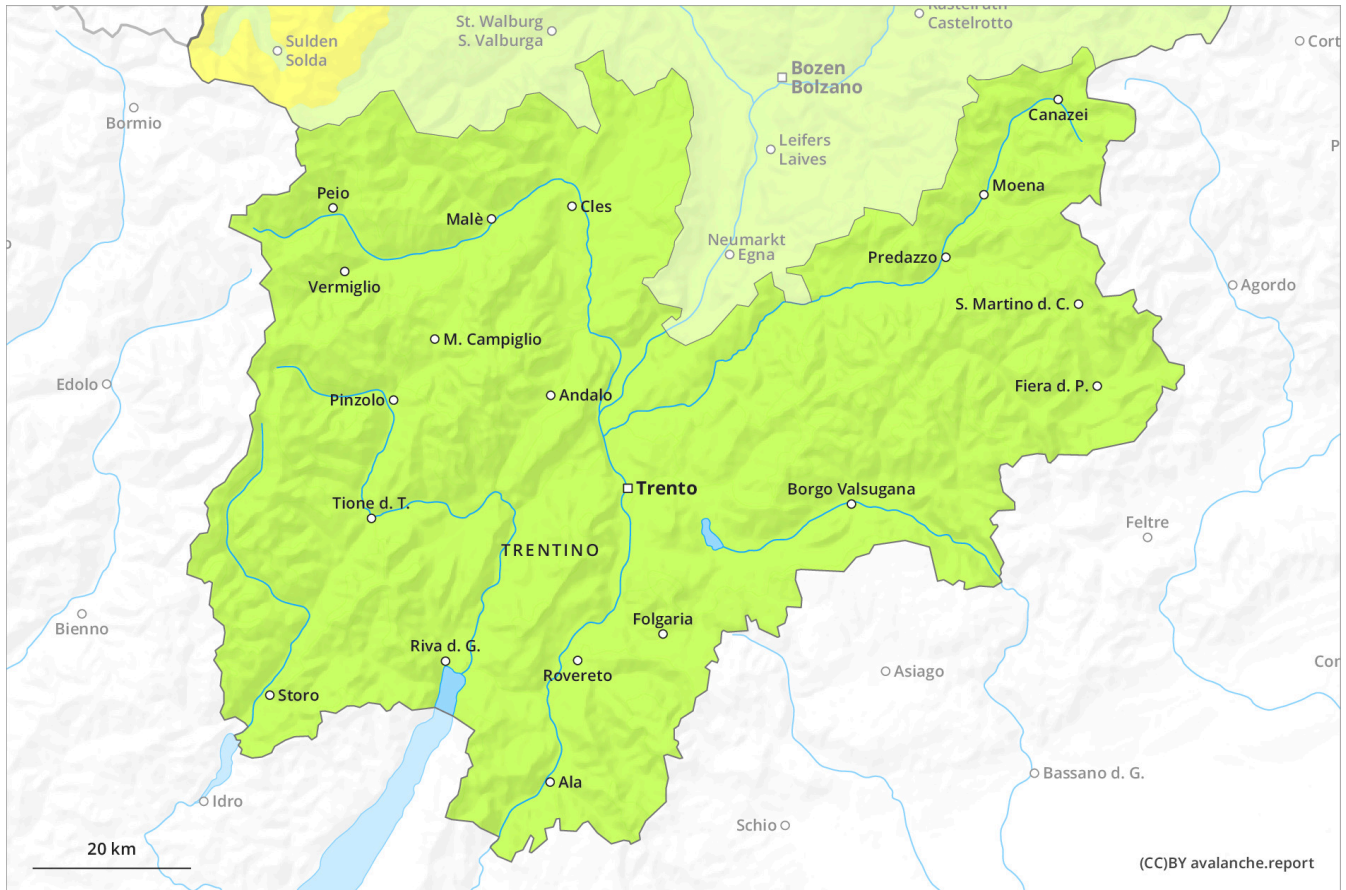 St. Walburg
S. Valburga
Castelrotto
Sulden
Solda
Bozen
Bolzano
Bormio
Canazei
Leifers
Laives
Peio
Moena
Malè
Cles
Neumarkt
Egna
Predazzo
Vermiglio
Agordo
S. Martino d. C.
M. Campiglio
Edolo
Andalo
Fiera d. P.
Pinzolo
Trento
Borgo Valsugana
Tione d. T.
Feltre
TRENTINO
Bienno
Folgaria
Riva d. G.
Rovereto
Asiago
Storo
Ala
Bassano d. G.
Idro
Schio
20 km
(CC)BY avalanche.report